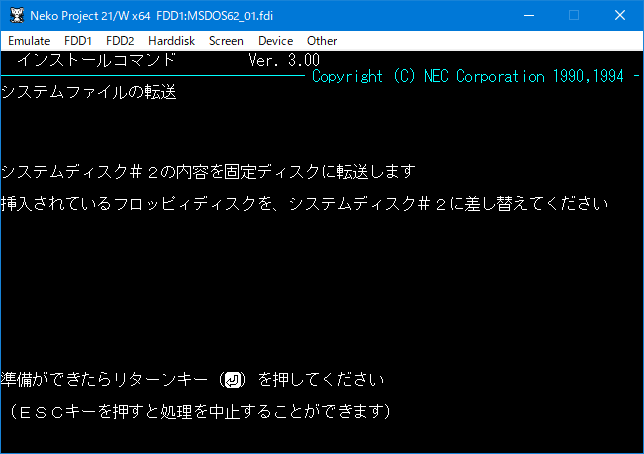 Neko Project 21/W x64  FDD1:MSDOS62_01.fdi
Emulate FDD1 FDD2 Harddisk Screen Device Other
インストールコマンド Ver. 3.00
Copyright (C) NEC Corporation 1990,1994
システムファイルの転送
システムディスク＃２の内容を固定ディスクに転送します
挿入されているフロッピィディスクを、システムディスク＃２に差し替えてください
準備ができたらリターンキー（⏎）を押してください
（ＥＳＣキーを押すと処理を中止することができます）